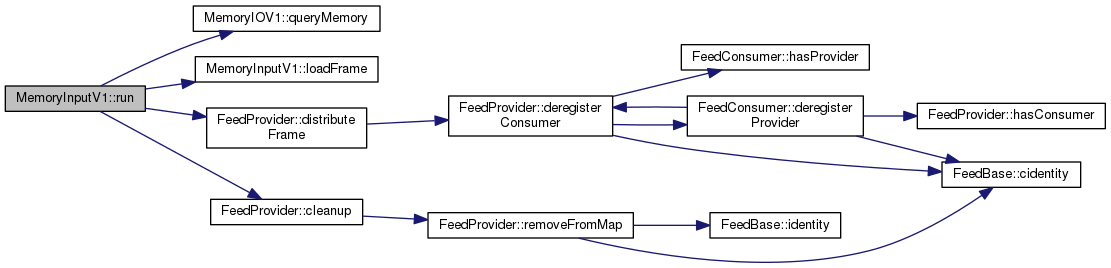 MemoryIOV1::queryMemory
MemoryInputV1::loadFrame
MemoryInputV1::run
FeedProvider::distribute
Frame
FeedProvider::cleanup
FeedProvider::deregister
Consumer
FeedProvider::removeFromMap
FeedConsumer::hasProvider
FeedConsumer::deregister
Provider
FeedBase::identity
FeedProvider::hasConsumer
FeedBase::cidentity